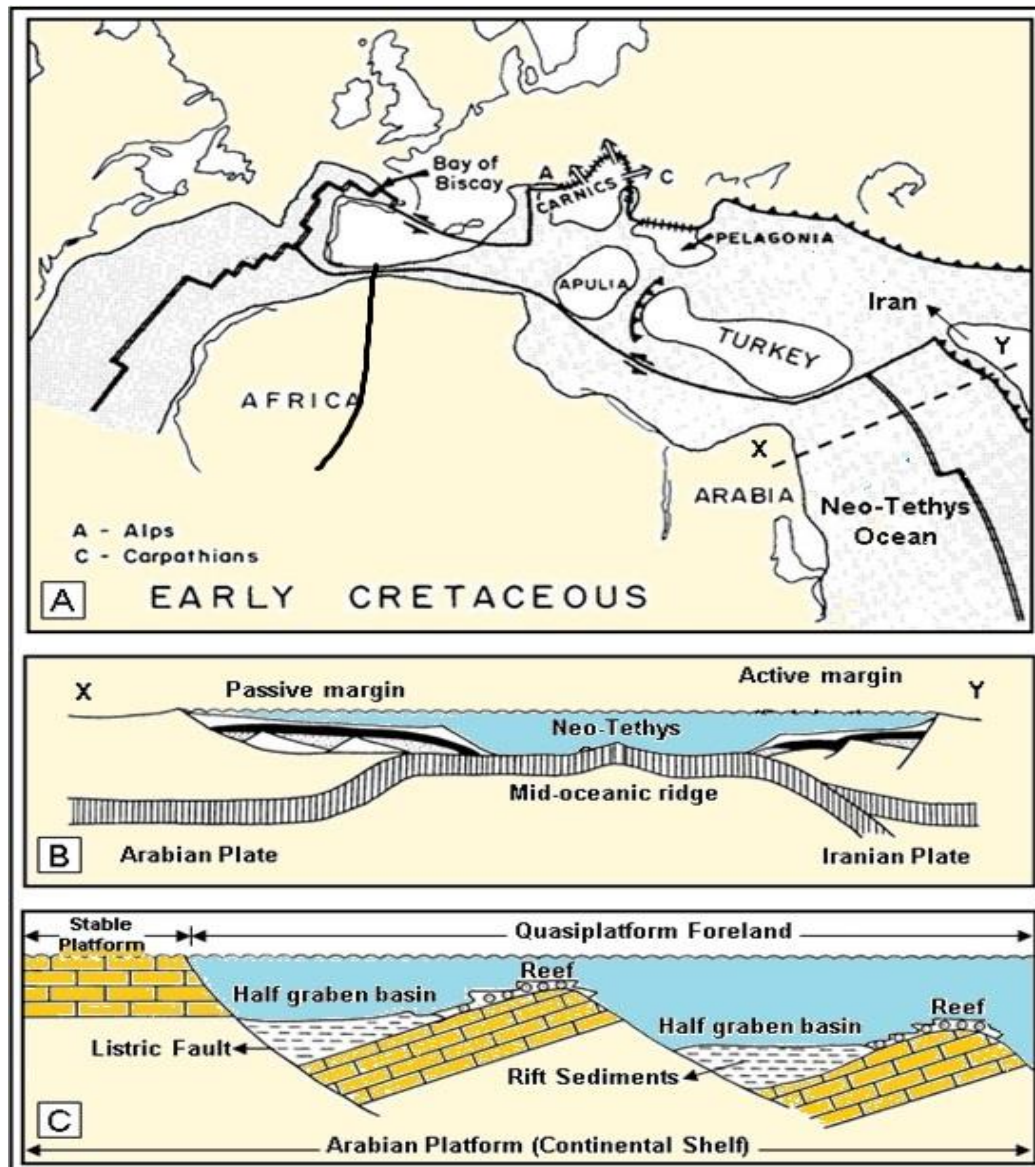 Bay of
Biscay
A
CARNICS
C
PELAGONIA
APULIA
Iran
TURKEY
Y
AFRICA
X
ARABIA
Neo-Tethys
Ocean
A - Alps
C - Carpathians
A
EARLY CRETACEOUS
X
Passive margin
Active margin
Y
Neo-Tethys
Mid-oceanic ridge
B
Arabian Plate
Iranian Plate
Stable
Platform
Quasiplatform Foreland
Reef
Half graben basin
Reef
Half graben basin
Listric Fault
Rift Sediments
C
Arabian Platform (Continental Shelf)